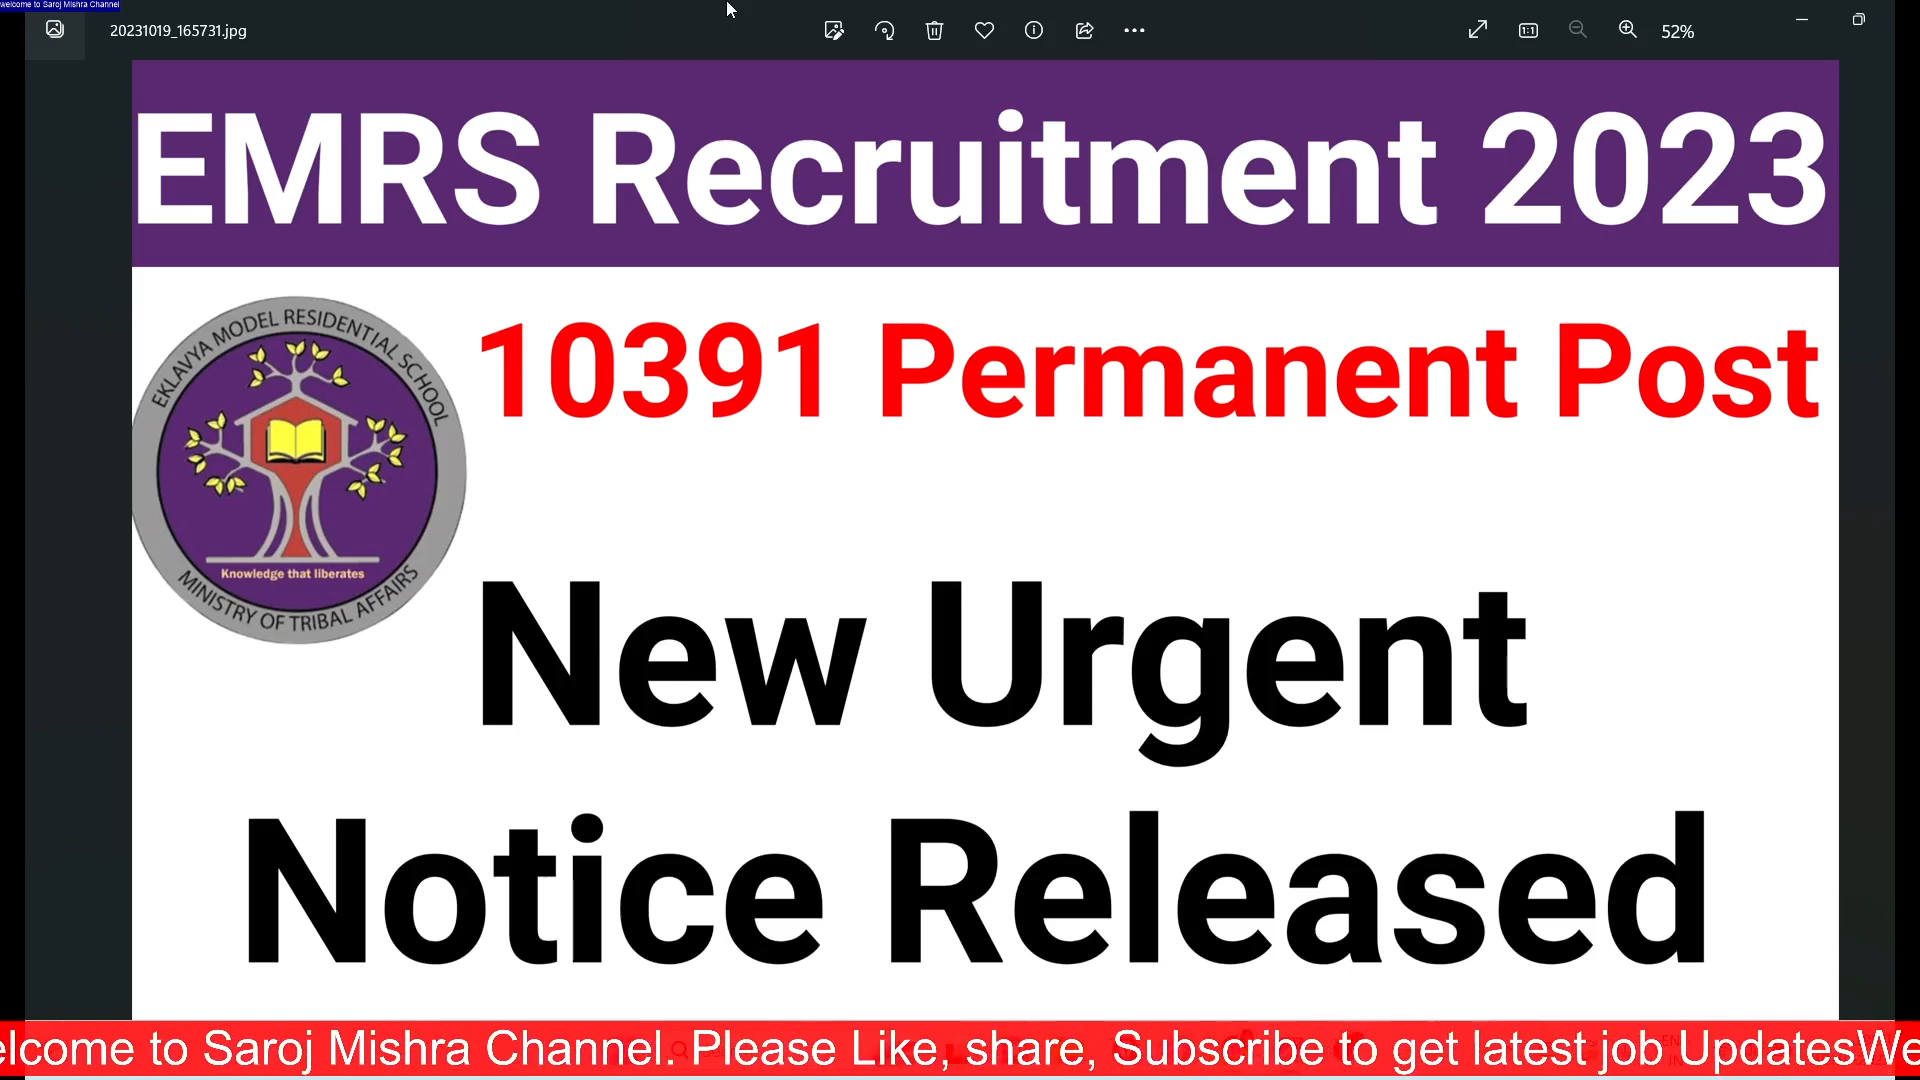 welcome to Saroj Mishra Channel
20231019_165731.jpg
52%
EMRS Recruitment 2023
EKLAVYA MODEL RESIDENTIAL SCHOOL
10391 Permanent Post
Knowledge that liberates
MINISTRY OF TRIBAL AFFAIRS
New Urgent
Notice Released
elcome to Saroj Mishra Channel. Please Like, share, Subscribe to get latest job UpdatesWe